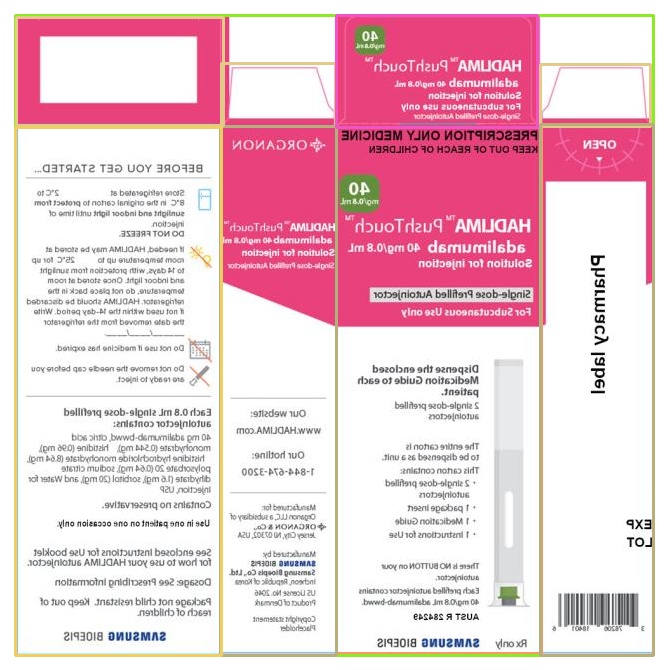 40
mg/0.8 mL
HADLIMA™ PushTouch™
adalimumab 40 mg/0.8 mL
Solution for injection
For subcutaneous use only
Single-dose Prefilled Autoinjector
OPEN
ORGANON
HADLIMA™ PushTouch™
adalimumab 40 mg/0.8 mL
Solution for injection
Single-dose Prefilled Autoinjector
PRESCRIPTION ONLY MEDICINE
KEEP OUT OF REACH OF CHILDREN
40
mg/0.8 mL
HADLIMA™ PushTouch™
adalimumab 40 mg/0.8 mL
Solution for injection
Single-dose Prefilled Autoinjector
For Subcutaneous Use only
Dispense the enclosed
Medication Guide to each
patient.
2 single-dose prefilled
autoinjectors
The entire carton is
to be dispensed as a unit.
This carton contains:
• 2 single-dose prefilled
autoinjectors
• 1 package insert
• 1 Medication Guide
• 1 Instructions for Use
There is NO BUTTON on your
autoinjector.
Each prefilled autoinjector contains
40 mg/0.8 mL adalimumab-bwwd.
AUST R 284249
SAMSUNG BIOEPIS
Rx only
BEFORE YOU GET STARTED...
Store refrigerated at 2°C to
8°C in the original carton to protect from
sunlight and indoor light until time of
injection.
DO NOT FREEZE.
If needed, HADLIMA may be stored at
room temperature up to 25°C for up
to 14 days, with protection from sunlight
and indoor light. Once stored at room
temperature, do not place back in the
refrigerator. HADLIMA should be discarded
if not used within the 14-day period. Write
the date removed from the refrigerator
____/____/____.
Do not use if medicine has expired.
Do not remove the needle cap before you
are ready to inject.
Each 0.8 mL single-dose prefilled
autoinjector contains:
40 mg adalimumab-bwwd, citric acid
monohydrate (0.544 mg), histidine (0.96 mg),
histidine hydrochloride monohydrate (8.64 mg),
polysorbate 20 (0.64 mg), sodium citrate
dihydrate (1.6 mg), sorbitol (20 mg), and Water for
Injection, USP
Contains no preservative.
Use in one patient on one occasion only.
See enclosed Instructions for Use booklet
for how to use your HADLIMA autoinjector.
Dosage: See Prescribing Information
Package not child resistant. Keep out of
reach of children.
SAMSUNG BIOEPIS
Our website:
www.HADLIMA.com
Our hotline:
1-844-674-3200
Manufactured for:
Organon LLC, a subsidiary of
ORGANON & Co.,
Jersey City, NJ 07302, USA
Manufactured by:
SAMSUNG BIOEPIS
Samsung Bioepis Co., Ltd.
Incheon, Republic of Korea
US License No. 2046
Product of Denmark
Copyright statement
Placeholder
Pharmacy label
EXP
LOT
3 78206 18401 6